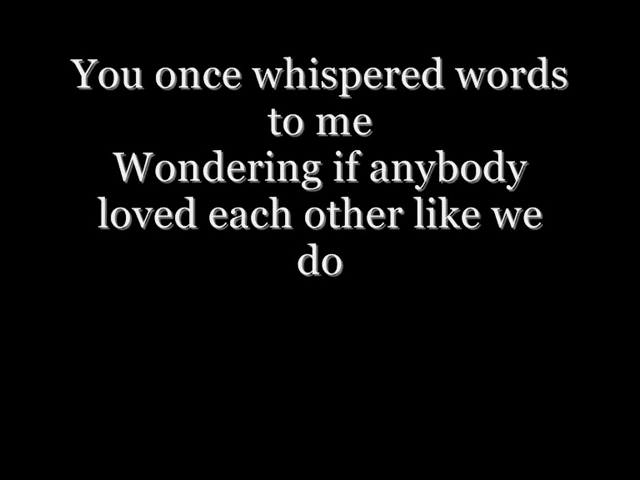 You once whispered words
to me
Wondering if anybody
loved each other like we
do